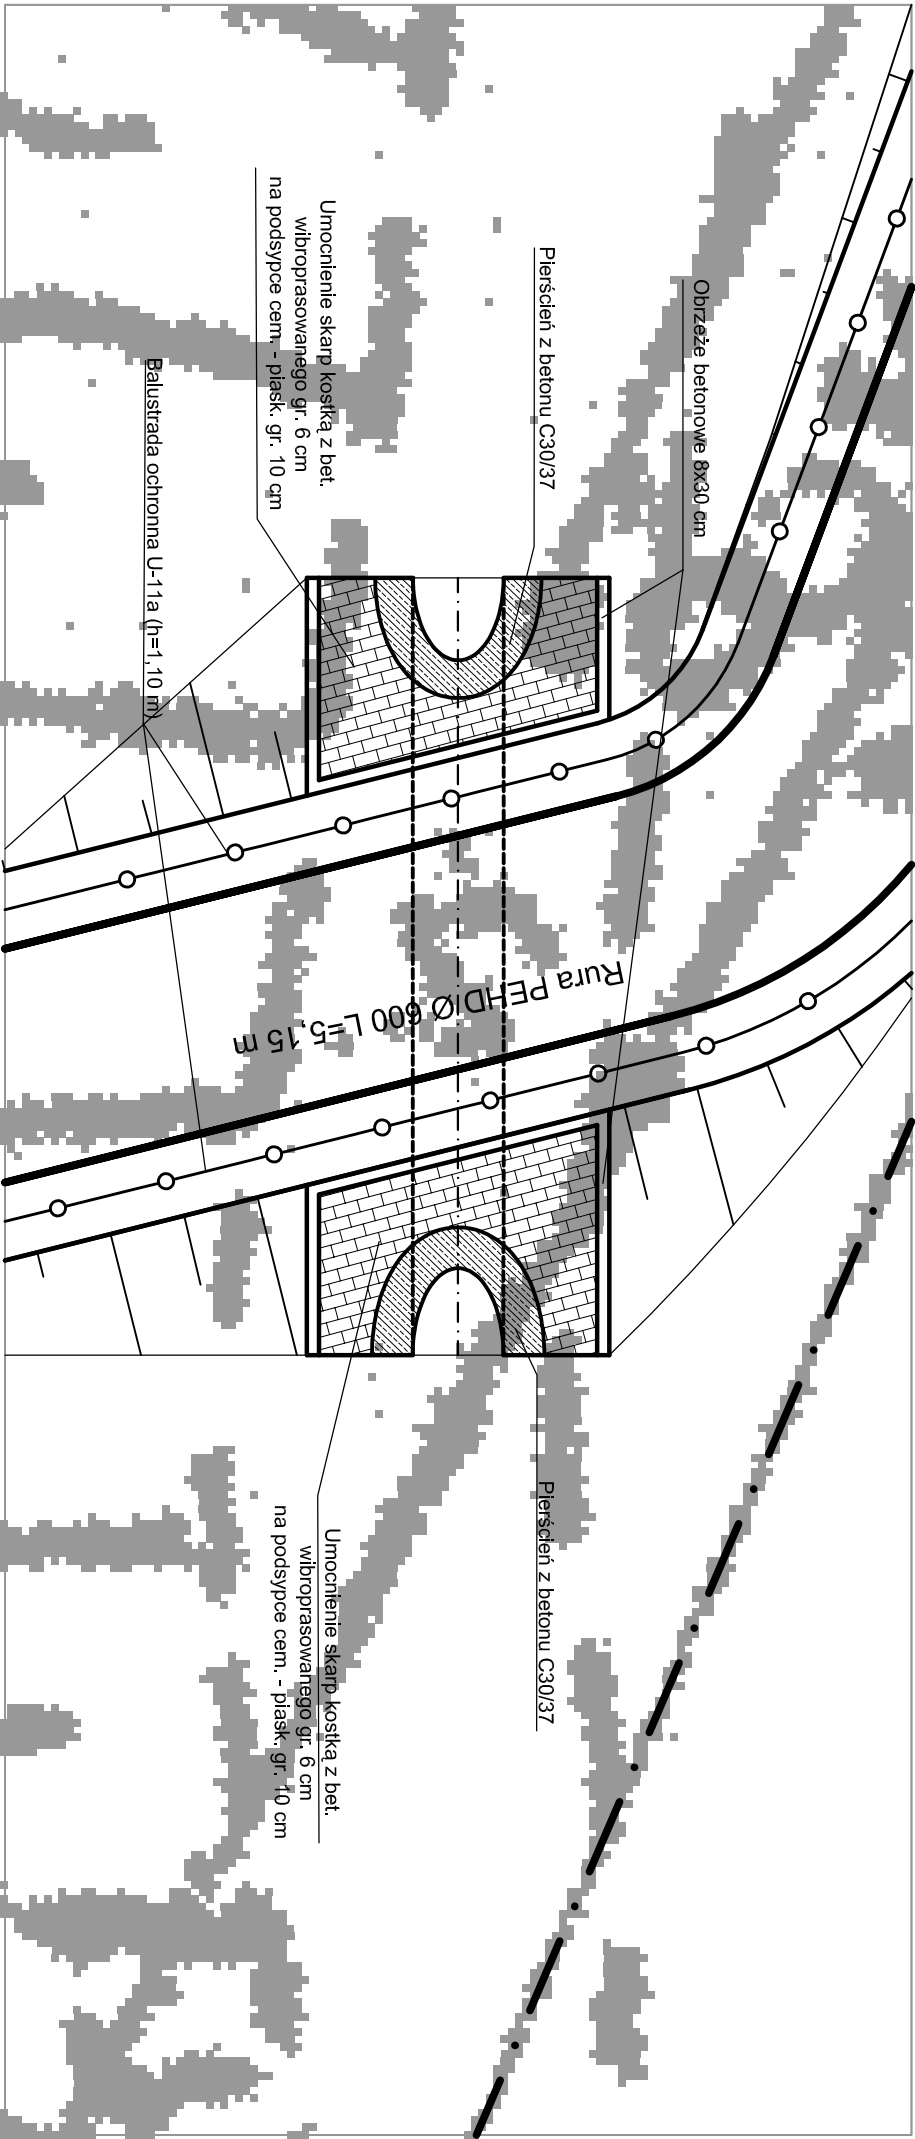 Obrzeże betonowe 8x30 cm
Pierścień z betonu C30/37
Umocnienie skarp kostką z bet.
wibroprasowanego gr. 6 cm
na podsypce cem. - piask. gr. 10 cm
Balustrada ochronna U-11a (h=1,10 m)
Rura PEHD Ø 600 L=5,15 m
Pierścień z betonu C30/37
Umocnienie skarp kostką z bet.
wibroprasowanego gr. 6 cm
na podsypce cem. - piask. gr. 10 cm